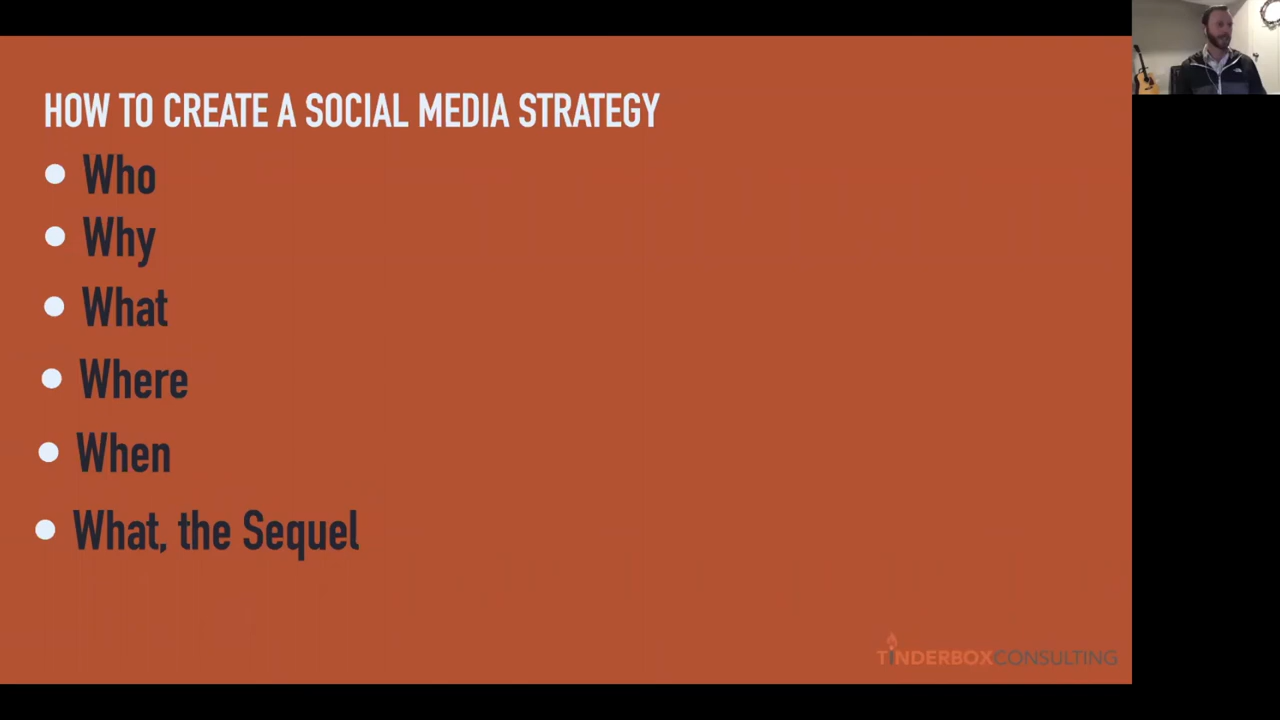 HOW TO CREATE A SOCIAL MEDIA STRATEGY
Who
Why
What
Where
When
What, the Sequel
TINDERBOXCONSULTING